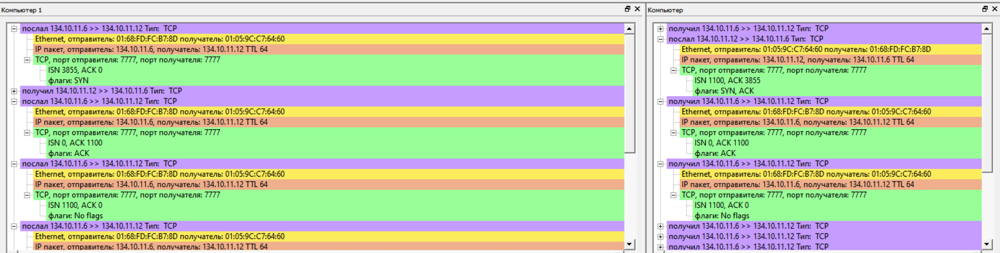 Компьютер 1
послал 134.10.11.6 >> 134.10.11.12 Тип: TCP
Ethernet, отправитель: 01:68:FD:FC:B7:8D получатель: 01:05:9C:C7:64:60
IP пакет, отправитель: 134.10.11.6, получатель: 134.10.11.12 TTL 64
TCP, порт отправителя: 7777, порт получателя: 7777
ISN 3855, ACK 0
флаги: SYN
получил 134.10.11.12 >> 134.10.11.6 Тип: TCP
послал 134.10.11.6 >> 134.10.11.12 Тип: TCP
Ethernet, отправитель: 01:68:FD:FC:B7:8D получатель: 01:05:9C:C7:64:60
IP пакет, отправитель: 134.10.11.6, получатель: 134.10.11.12 TTL 64
TCP, порт отправителя: 7777, порт получателя: 7777
ISN 0, ACK 1100
флаги: ACK
послал 134.10.11.6 >> 134.10.11.12 Тип: TCP
Ethernet, отправитель: 01:68:FD:FC:B7:8D получатель: 01:05:9C:C7:64:60
IP пакет, отправитель: 134.10.11.6, получатель: 134.10.11.12 TTL 64
TCP, порт отправителя: 7777, порт получателя: 7777
ISN 1100, ACK 0
флаги: No flags
послал 134.10.11.6 >> 134.10.11.12 Тип: TCP
Ethernet, отправитель: 01:68:FD:FC:B7:8D получатель: 01:05:9C:C7:64:60
IP пакет, отправитель: 134.10.11.6, получатель: 134.10.11.12 TTL 64
Компьютер
получил 134.10.11.6 >> 134.10.11.12 Тип: TCP
послал 134.10.11.12 >> 134.10.11.6 Тип: TCP
Ethernet, отправитель: 01:05:9C:C7:64:60 получатель: 01:68:FD:FC:B7:8D
IP пакет, отправитель: 134.10.11.12, получатель: 134.10.11.6 TTL 64
TCP, порт отправителя: 7777, порт получателя: 7777
ISN 1100, ACK 3855
флаги: SYN, ACK
получил 134.10.11.6 >> 134.10.11.12 Тип: TCP
Ethernet, отправитель: 01:68:FD:FC:B7:8D получатель: 01:05:9C:C7:64:60
IP пакет, отправитель: 134.10.11.6, получатель: 134.10.11.12 TTL 64
TCP, порт отправителя: 7777, порт получателя: 7777
ISN 0, ACK 1100
флаги: ACK
получил 134.10.11.6 >> 134.10.11.12 Тип: TCP
Ethernet, отправитель: 01:68:FD:FC:B7:8D получатель: 01:05:9C:C7:64:60
IP пакет, отправитель: 134.10.11.6, получатель: 134.10.11.12 TTL 64
TCP, порт отправителя: 7777, порт получателя: 7777
ISN 1100, ACK 0
флаги: No flags
получил 134.10.11.6 >> 134.10.11.12 Тип: TCP
получил 134.10.11.6 >> 134.10.11.12 Тип: TCP
получил 134.10.11.6 >> 134.10.11.12 Тип: TCP